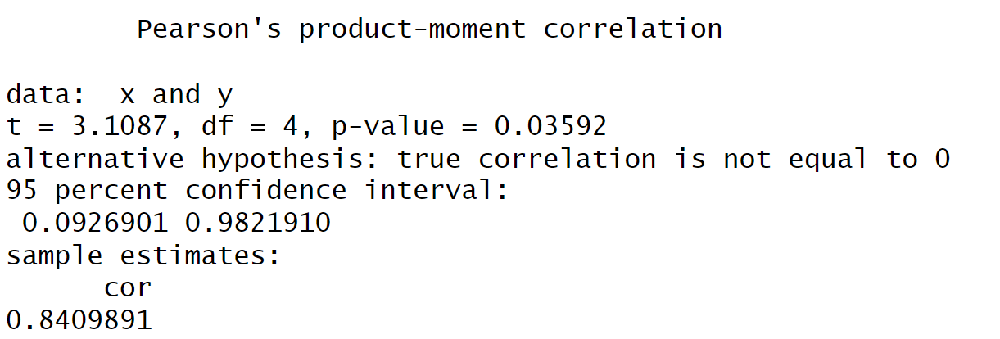 Pearson's product-moment correlation
data:  x and y
t = 3.1087, df = 4, p-value = 0.03592
alternative hypothesis: true correlation is not equal to 0
95 percent confidence interval:
 0.0926901 0.9821910
sample estimates:
      cor
0.8409891